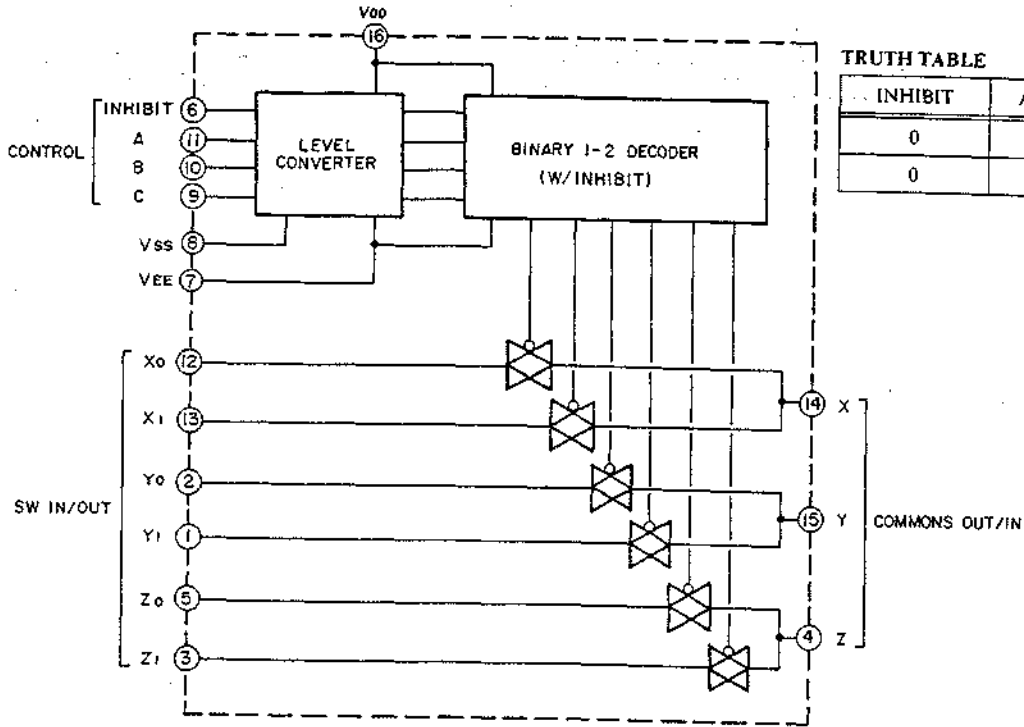 VDD
16
TRUTH TABLE
INHIBIT
0
0
CONTROL
INHIBIT 6
A 11
B 10
C 9
VSS 8
VEE 7
LEVEL
CONVERTER
BINARY 1-2 DECODER
(W/INHIBIT)
SW IN/OUT
X0 12
X1 13
Y0 2
Y1 1
Z0 5
Z1 3
14 X
15 Y
4 Z
COMMONS OUT/IN